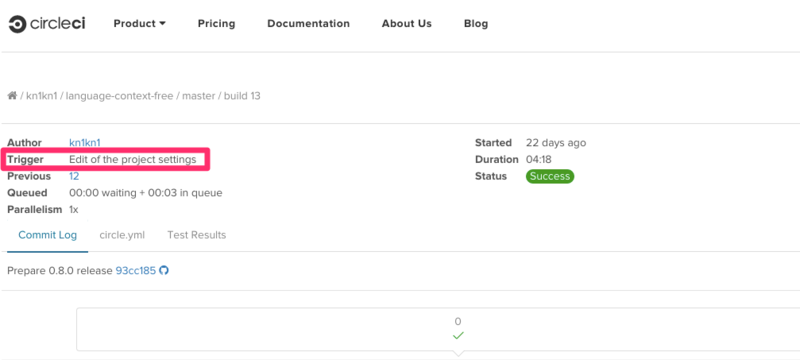 circleci Product Pricing Documentation About Us Blog
/ kn1kn1 / language-context-free / master / build 13
Author kn1kn1 Started 22 days ago
Trigger Edit of the project settings Duration 04:18
Previous 12 Status Success
Queued 00:00 waiting + 00:03 in queue
Parallelism 1x
Commit Log circle.yml Test Results
Prepare 0.8.0 release 93cc185
0